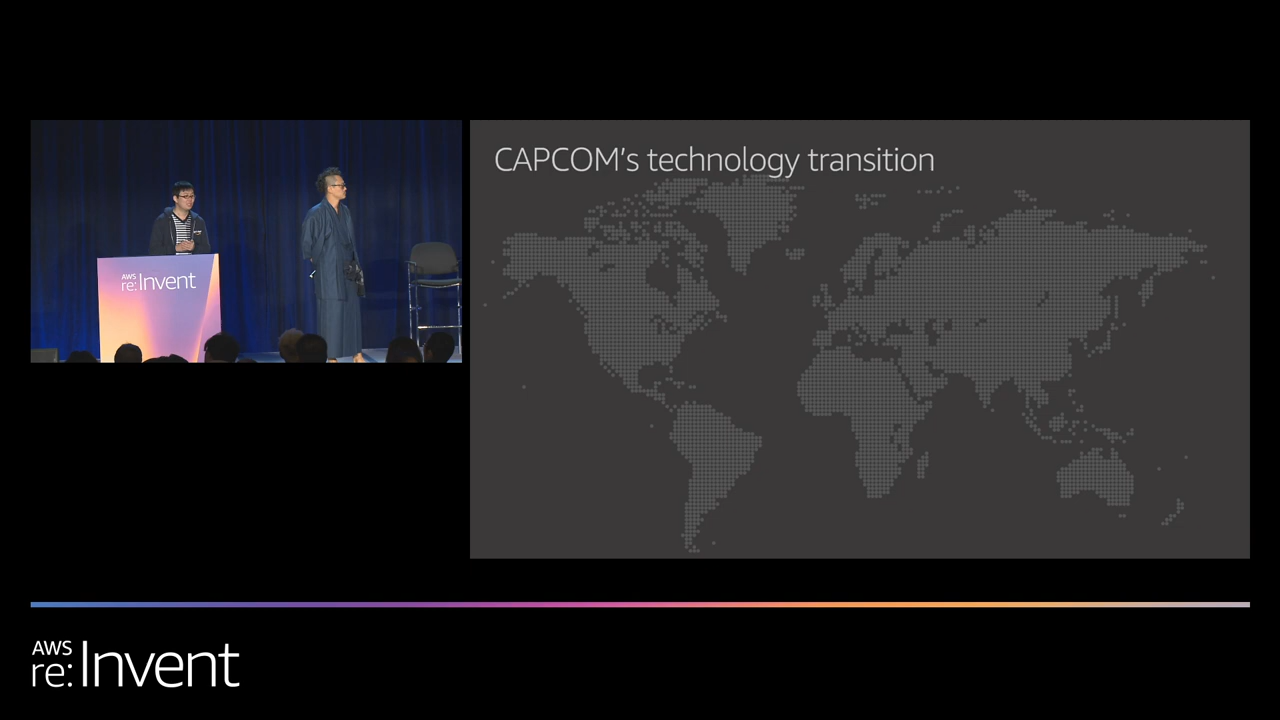 CAPCOM's technology transition
AWS
re:Invent
AWS
re:Invent